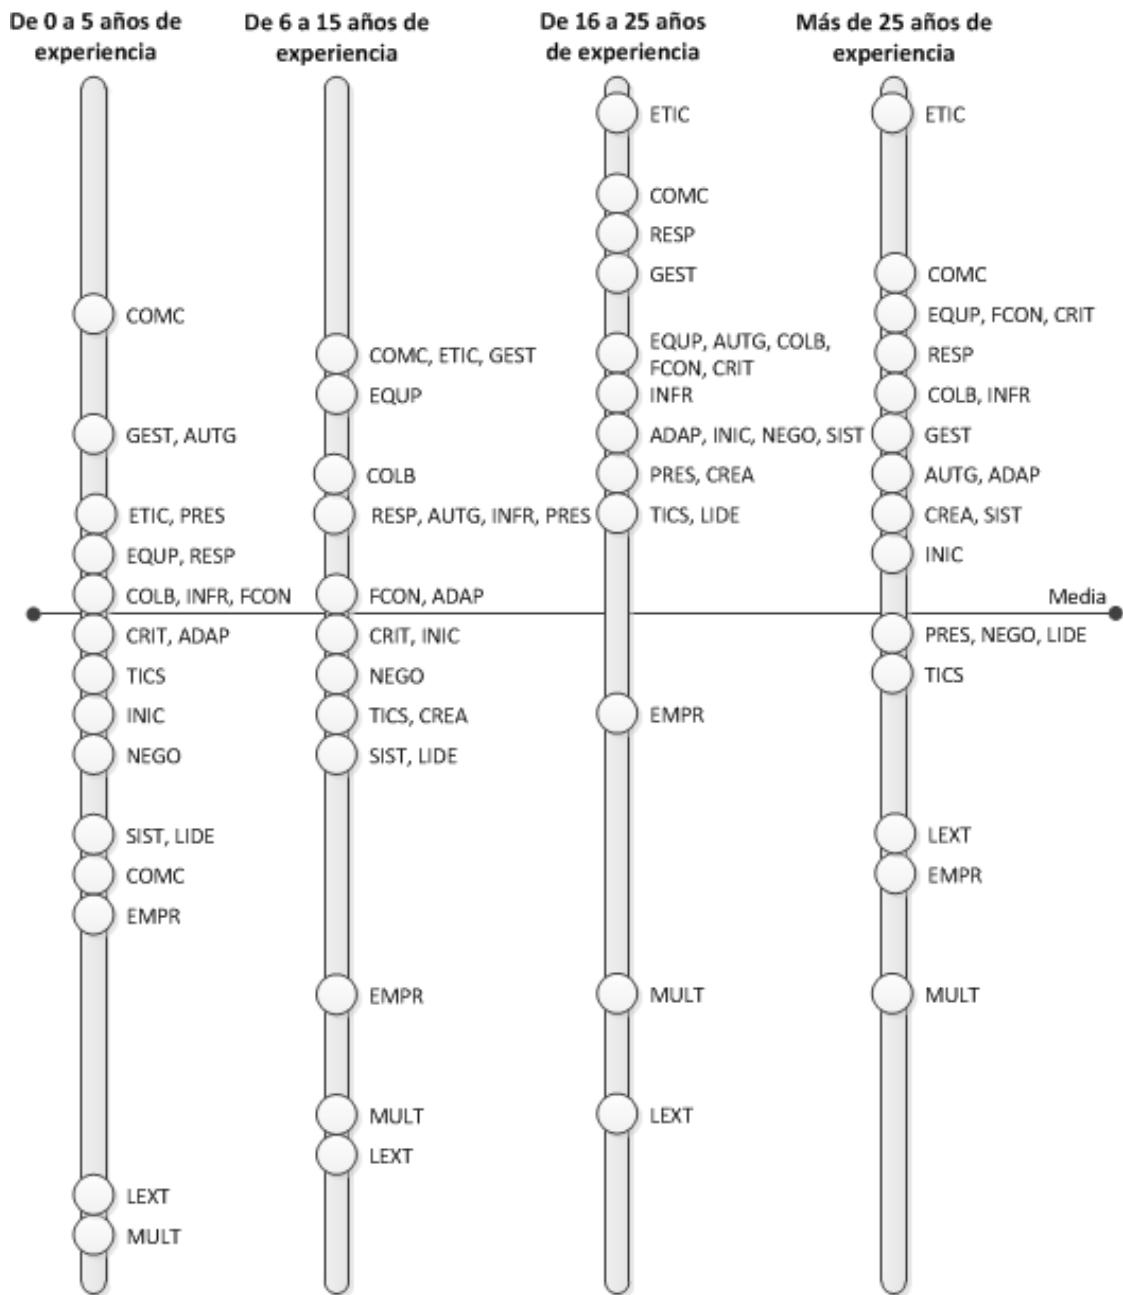 De 0 a 5 años de
experiencia
COMC
GEST, AUTG
ETIC, PRES
EQUP, RESP
COLB, INFR, FCON
CRIT, ADAP
TICS
INIC
NEGO
SIST, LIDE
COMC
EMPR
LEXT
MULT
De 6 a 15 años de
experiencia
COMC, ETIC, GEST
EQUP
COLB
RESP, AUTG, INFR, PRES
FCON, ADAP
CRIT, INIC
NEGO
TICS, CREA
SIST, LIDE
EMPR
MULT
LEXT
De 16 a 25 años
de experiencia
ETIC
COMC
RESP
GEST
EQUP, AUTG, COLB,
FCON, CRIT
INFR
ADAP, INIC, NEGO, SIST
PRES, CREA
TICS, LIDE
EMPR
MULT
LEXT
Más de 25 años de
experiencia
ETIC
COMC
EQUP, FCON, CRIT
RESP
COLB, INFR
GEST
AUTG, ADAP
CREA, SIST
INIC
Media
PRES, NEGO, LIDE
TICS
LEXT
EMPR
MULT